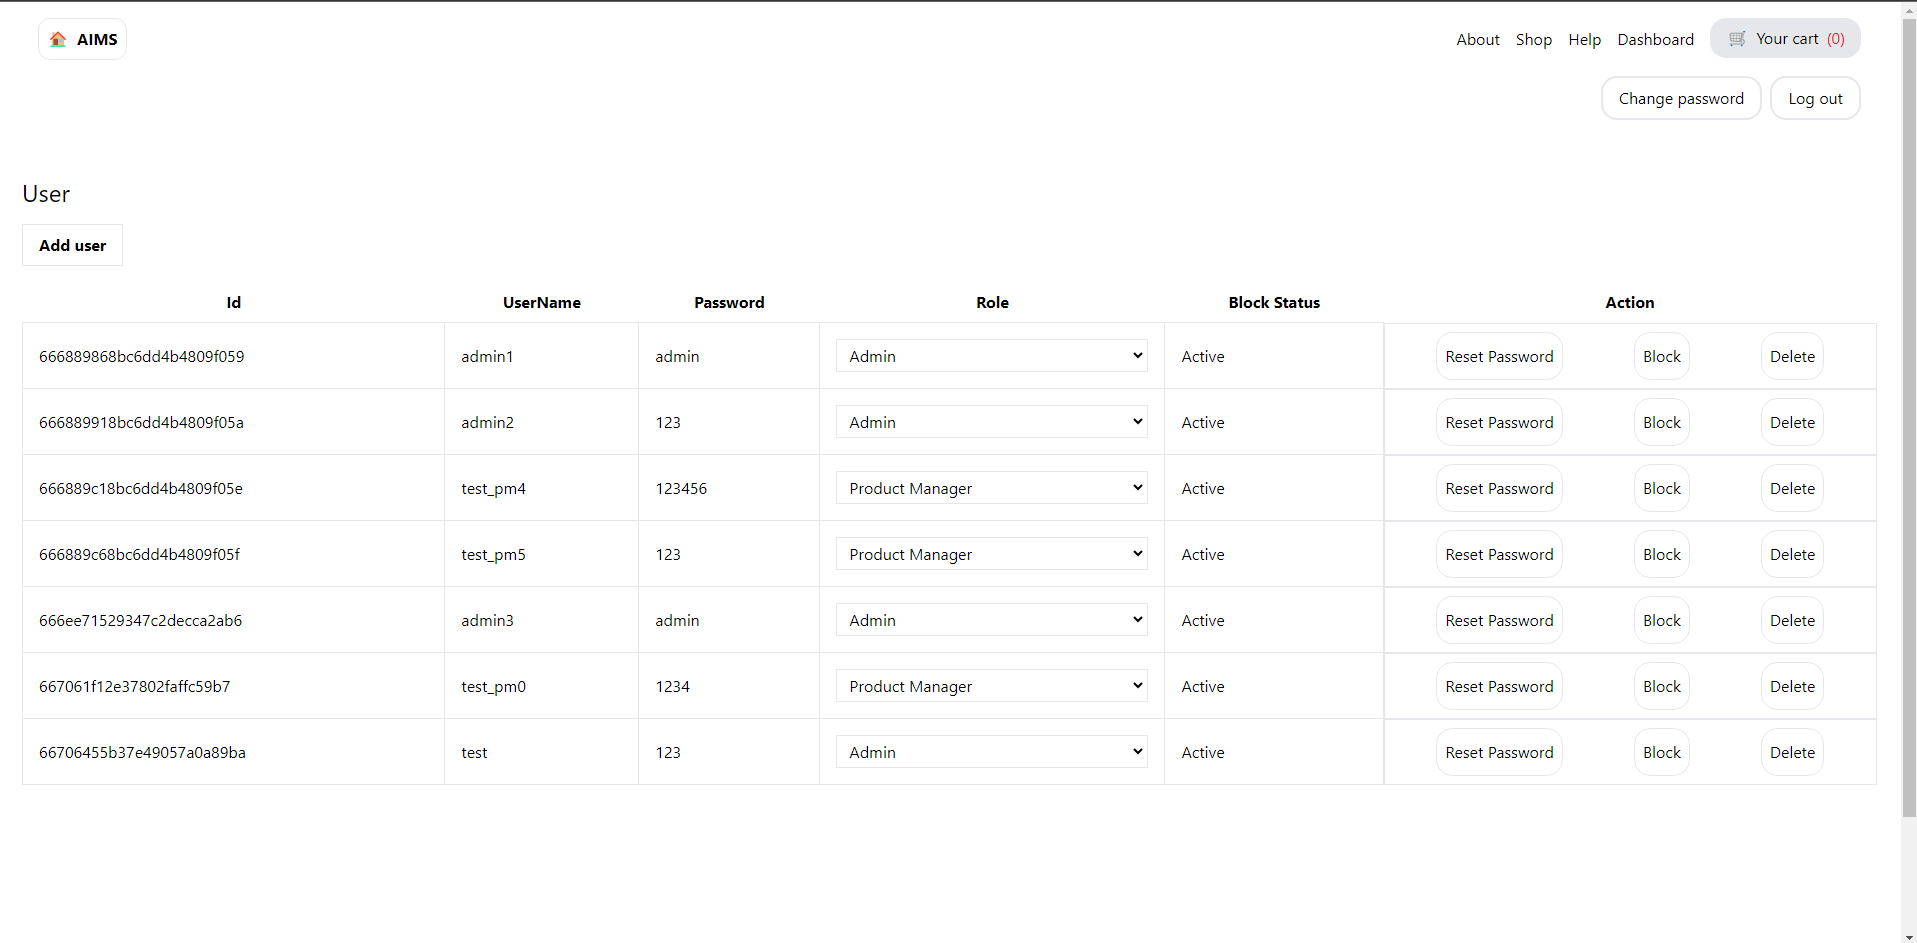 AIMS
About Shop Help Dashboard Your cart (0)
Change password Log out
User
Add user
Id UserName Password Role Block Status Action
666889868bc6dd4b4809f059 admin1 admin Admin Active Reset Password Block Delete
666889918bc6dd4b4809f05a admin2 123 Admin Active Reset Password Block Delete
666889c18bc6dd4b4809f05e test_pm4 123456 Product Manager Active Reset Password Block Delete
666889c68bc6dd4b4809f05f test_pm5 123 Product Manager Active Reset Password Block Delete
666ee71529347c2decca2ab6 admin3 admin Admin Active Reset Password Block Delete
667061f12e37802faffc59b7 test_pm0 1234 Product Manager Active Reset Password Block Delete
66706455b37e49057a0a89ba test 123 Admin Active Reset Password Block Delete